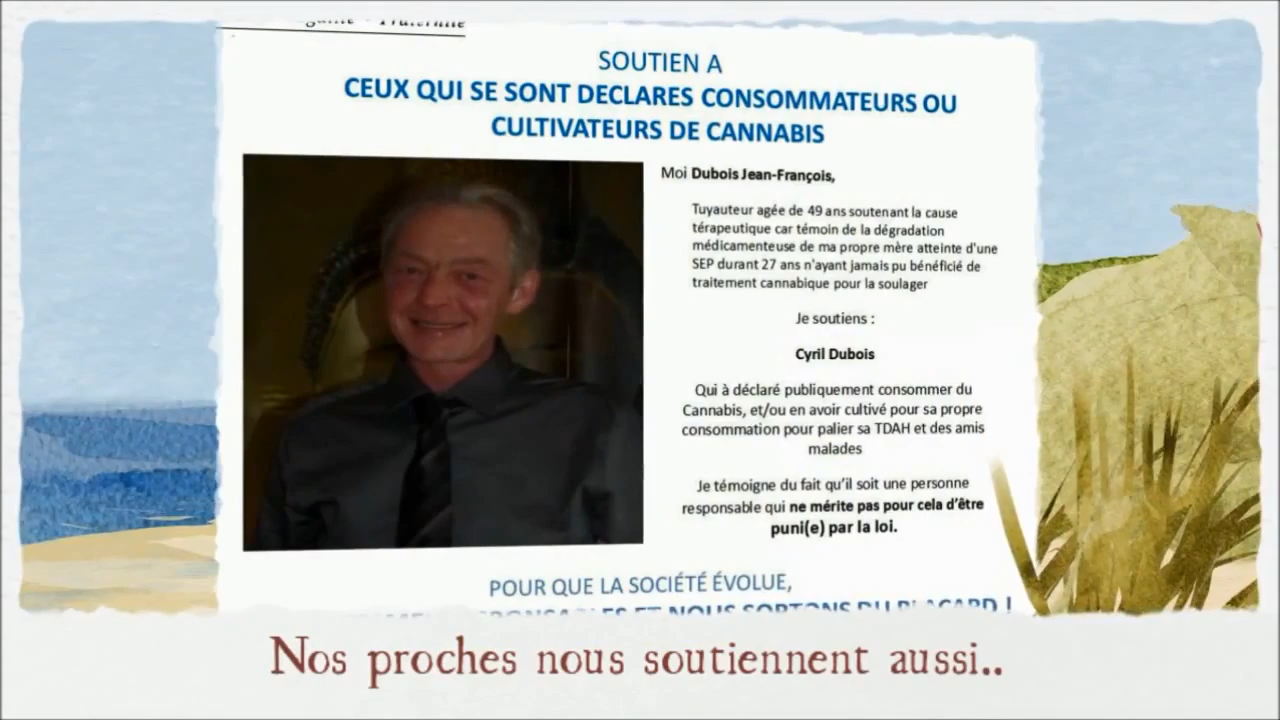 SOUTIEN A
CEUX QUI SE SONT DECLARES CONSOMMATEURS OU
CULTIVATEURS DE CANNABIS
Moi Dubois Jean-François,
Tuyauteur agée de 49 ans soutenant la cause
térapeutique car témoin de la dégradation
médicamenteuse de ma propre mère atteinte d'une
SEP durant 27 ans n'ayant jamais pu bénéficié de
traitement cannabique pour la soulager
Je soutiens :
Cyril Dubois
Qui à déclaré publiquement consommer du
Cannabis, et/ou en avoir cultivé pour sa propre
consommation pour palier sa TDAH et des amis
malades
Je témoigne du fait qu'il soit une personne
responsable qui ne mérite pas pour cela d'être
puni(e) par la loi.
POUR QUE LA SOCIÉTÉ ÉVOLUE,
ET NOUS SORTONS DU PLACARD !
Nos proches nous soutiennent aussi..